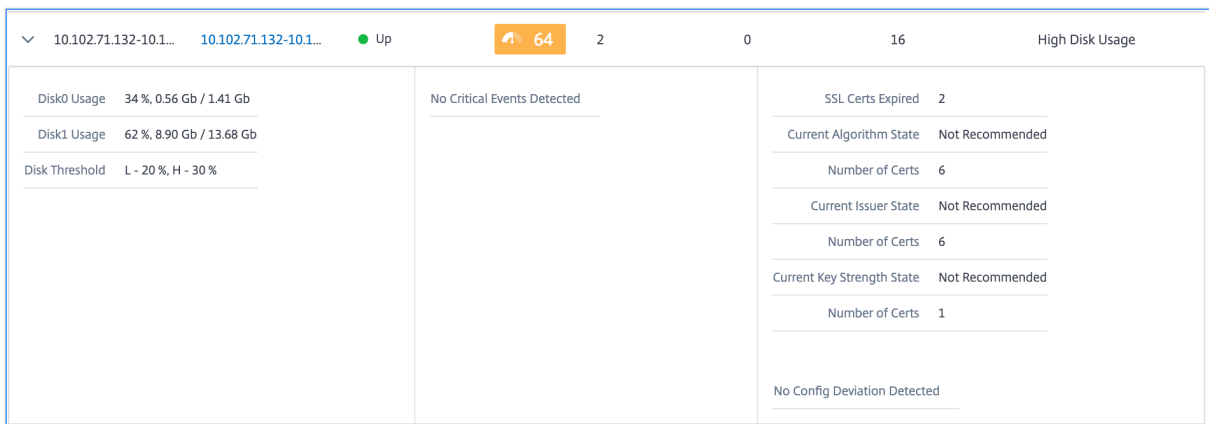 10.102.71.132-10.1... 10.102.71.132-10.1... Up 64 2 0 16 High Disk Usage
Disk0 Usage 34 %, 0.56 Gb / 1.41 Gb
Disk1 Usage 62 %, 8.90 Gb / 13.68 Gb
Disk Threshold L - 20 %, H - 30 %
No Critical Events Detected
SSL Certs Expired 2
Current Algorithm State Not Recommended
Number of Certs 6
Current Issuer State Not Recommended
Number of Certs 6
Current Key Strength State Not Recommended
Number of Certs 1
No Config Deviation Detected